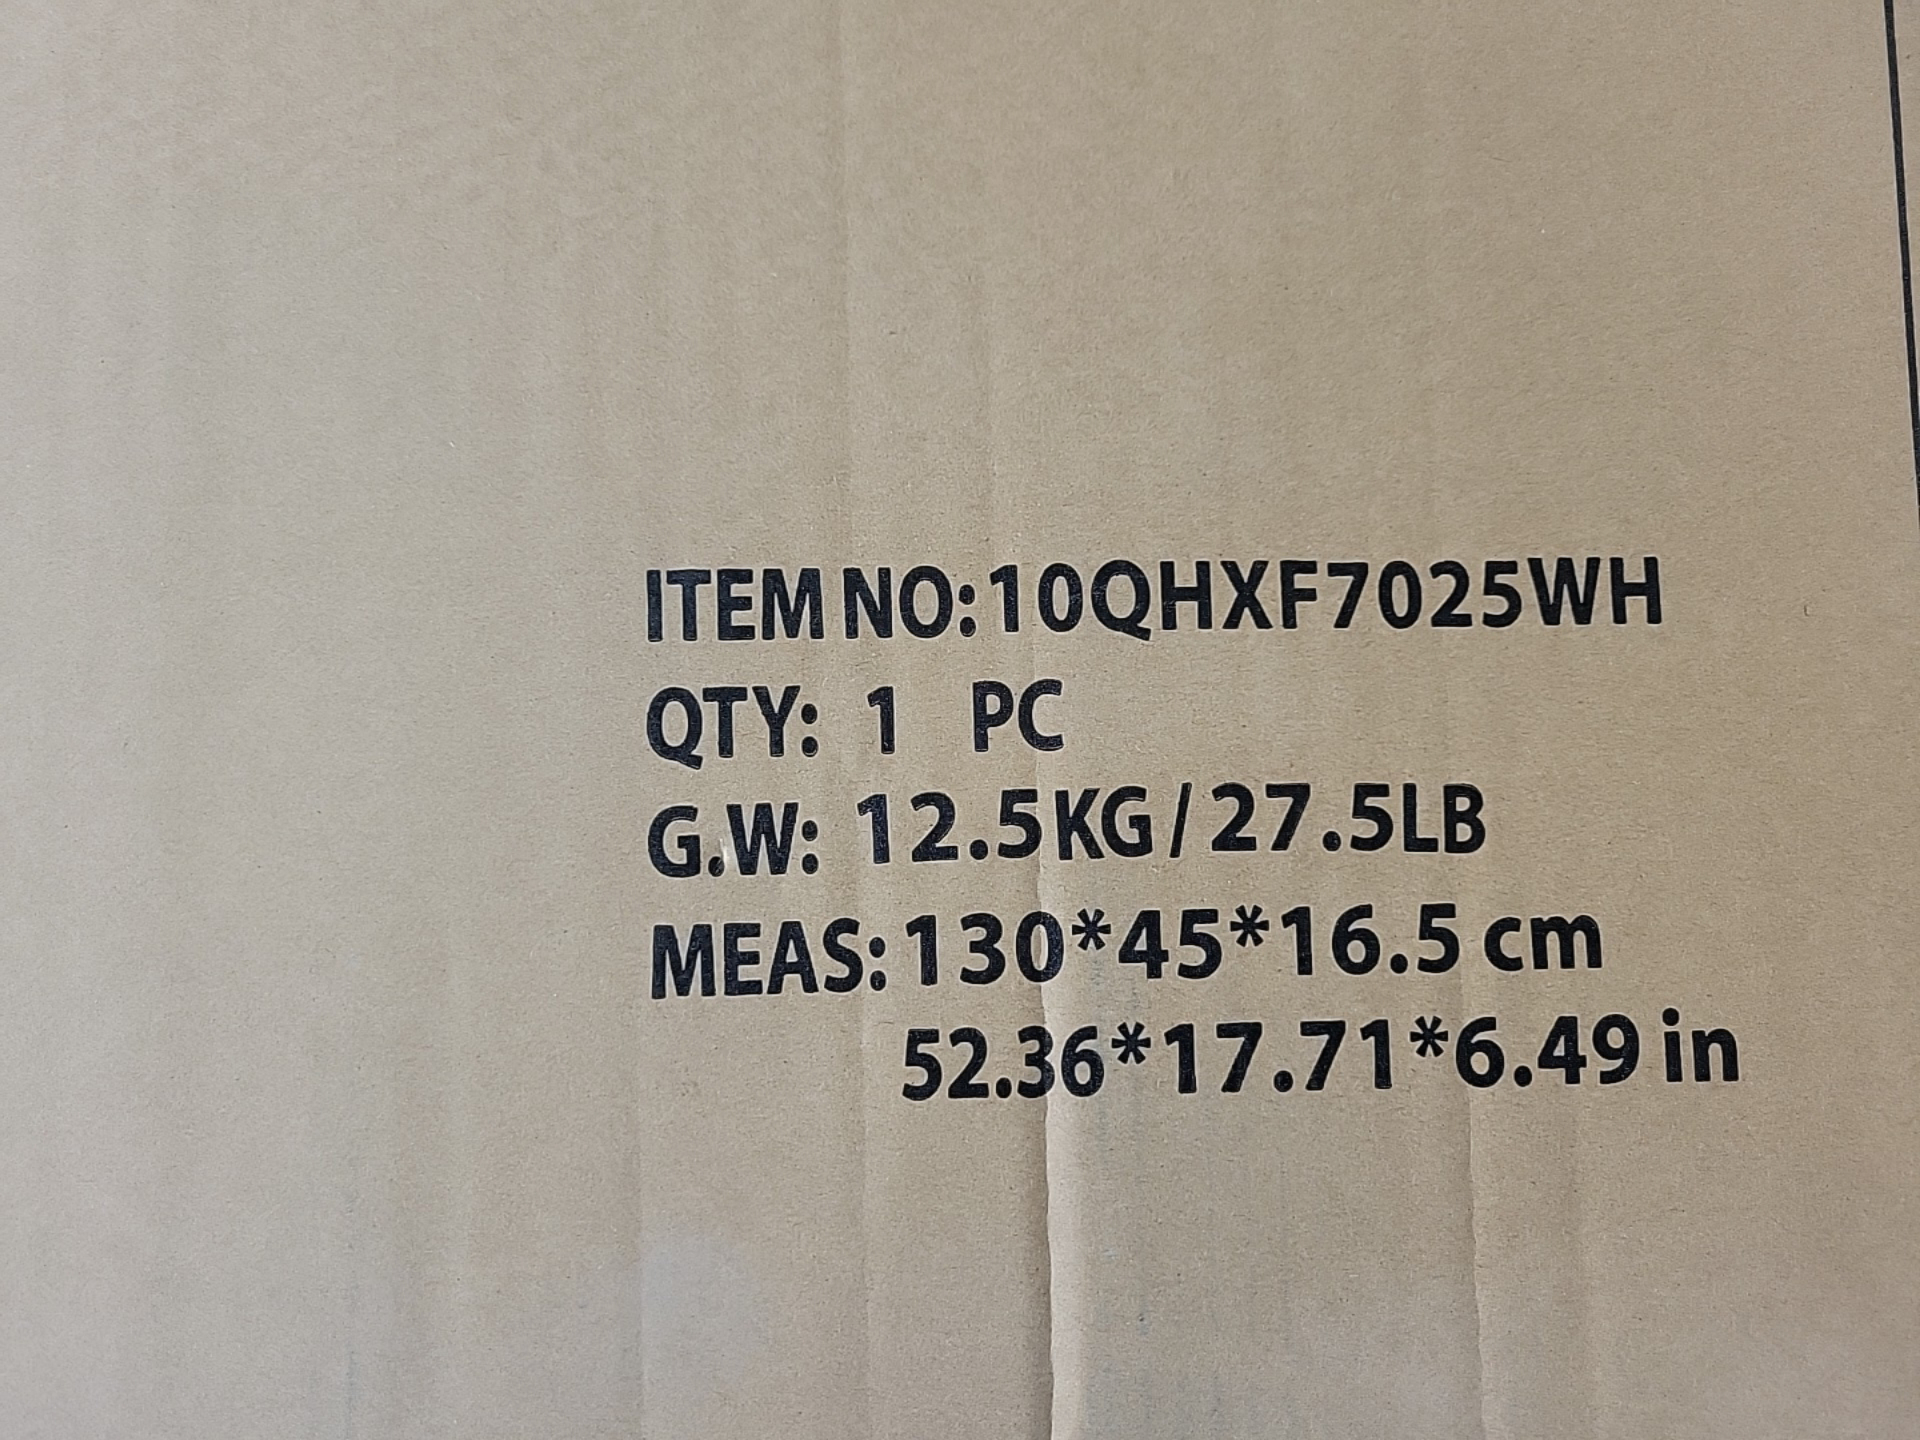 ITEM NO:10QHXF7025WH
QTY: 1 PC
G.W: 12.5KG/27.5LB
MEAS:130*45*16.5 cm
52.36*17.71*6.49 in